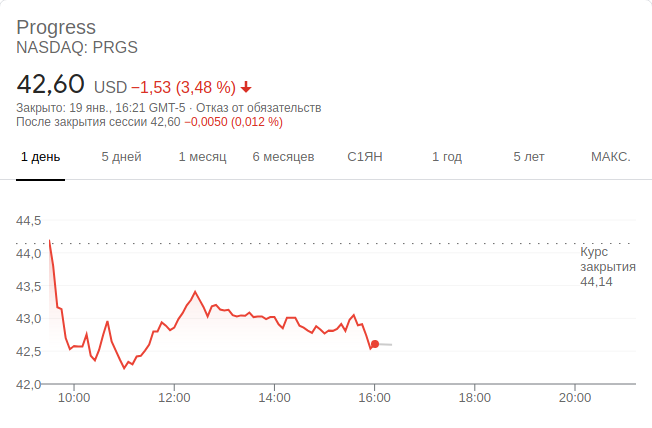 Progress
NASDAQ: PRGS
42,60 USD −1,53 (3,48 %)
Закрыто: 19 янв., 16:21 GMT-5 · Отказ от обязательств
После закрытия сессии 42,60 −0,0050 (0,012 %)
1 день 5 дней 1 месяц 6 месяцев С1ЯН 1 год 5 лет МАКС.
44,5
44,0
43,5
43,0
42,5
42,0
Курс
закрытия
44,14
10:00 12:00 14:00 16:00 18:00 20:00